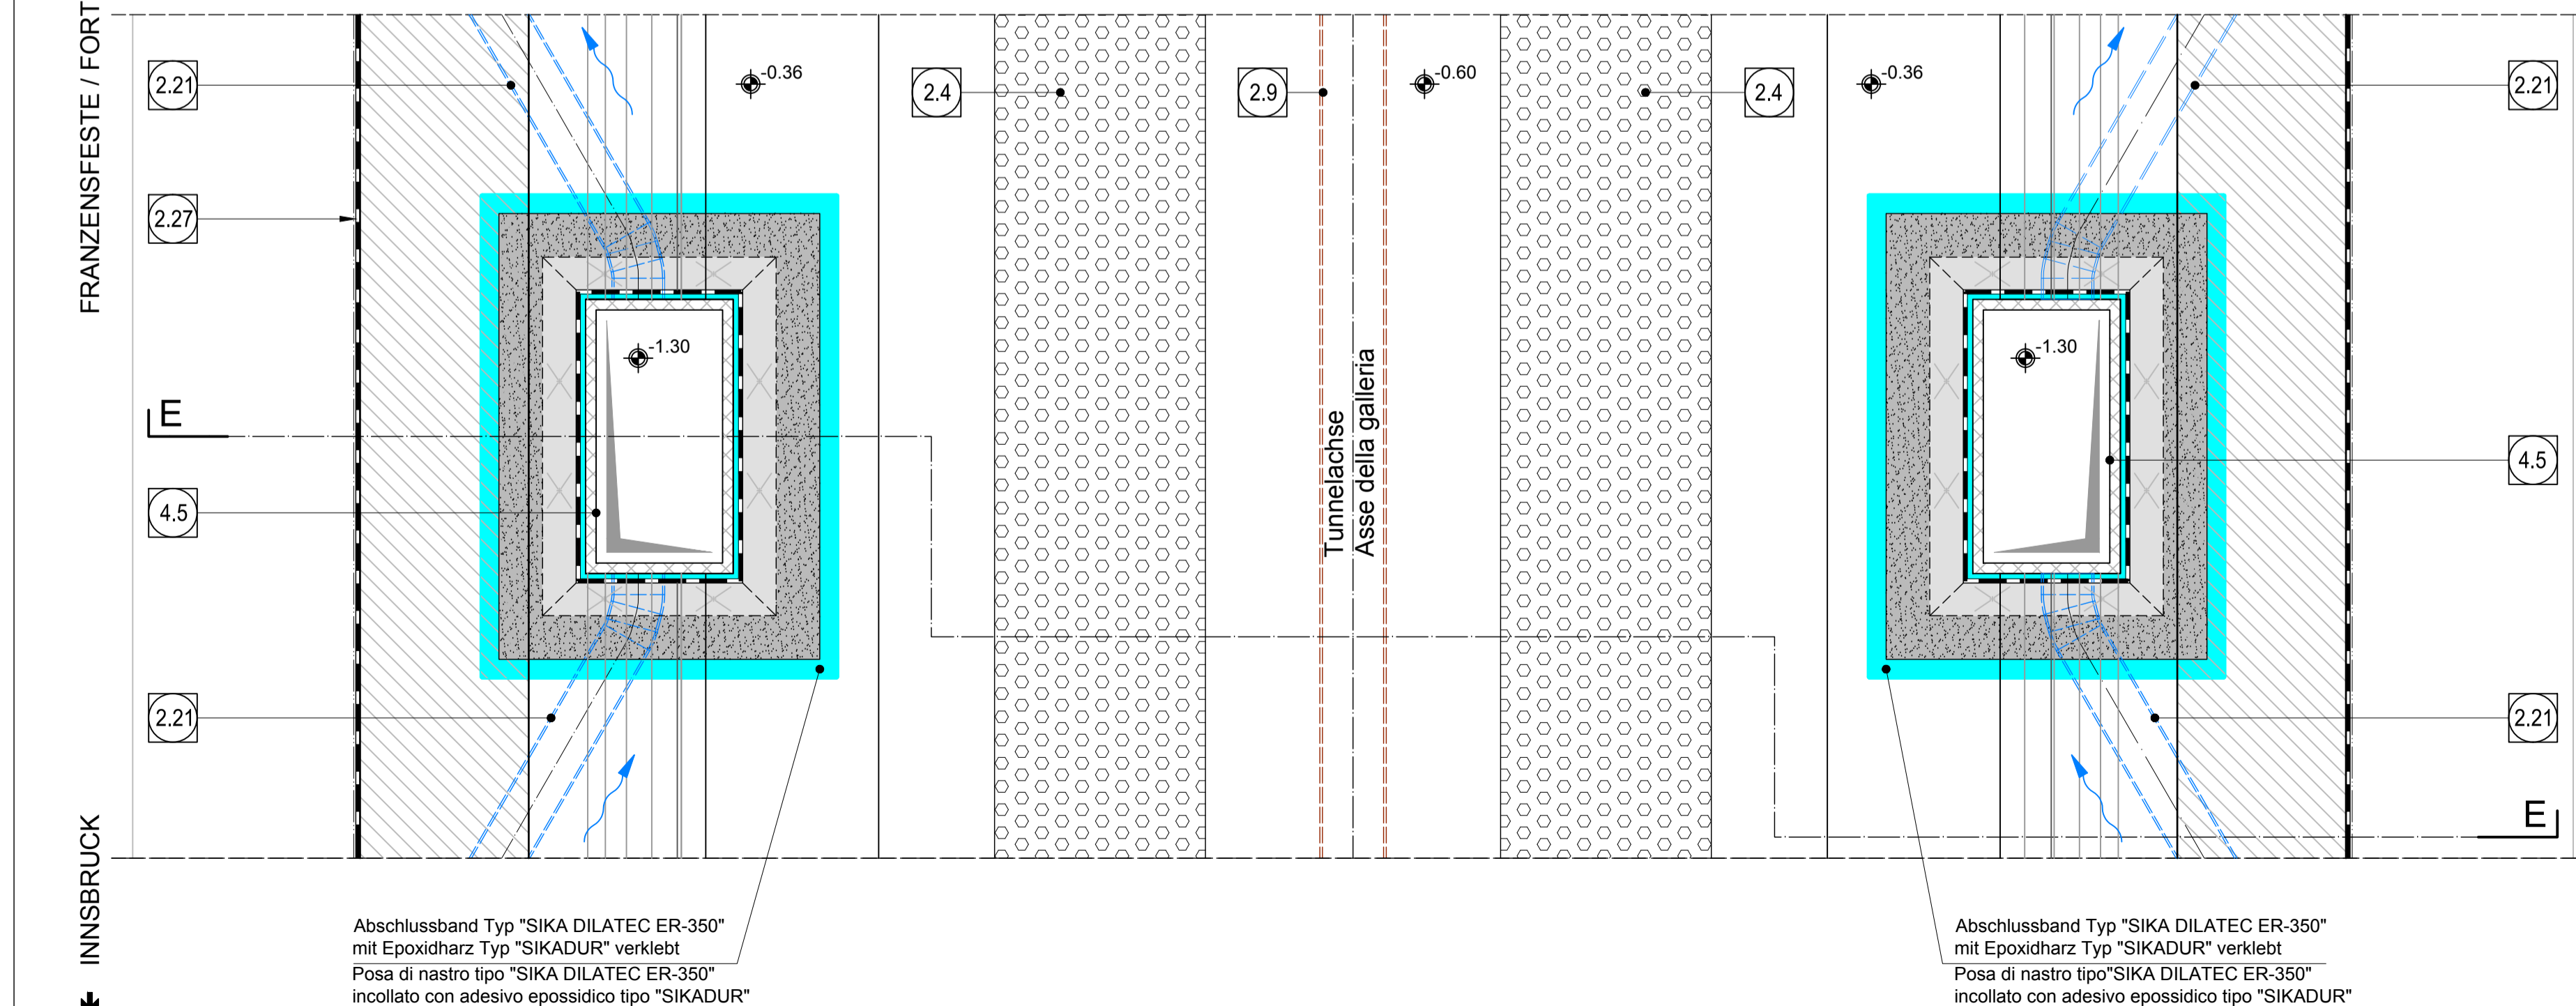 FRANZENSFESTE / FORT
INNSBRUCK
2.21
-0.36
2.4
2.9
-0.60
2.4
-0.36
2.21
2.27
-1.30
-1.30
Tunnelachse
Asse della galleria
E
4.5
4.5
2.21
2.21
E
Abschlussband Typ "SIKA DILATEC ER-350"
mit Epoxidharz Typ "SIKADUR" verklebt
Posa di nastro tipo "SIKA DILATEC ER-350"
incollato con adesivo epossidico tipo "SIKADUR"
Abschlussband Typ "SIKA DILATEC ER-350"
mit Epoxidharz Typ "SIKADUR" verklebt
Posa di nastro tipo"SIKA DILATEC ER-350"
incollato con adesivo epossidico tipo "SIKADUR"